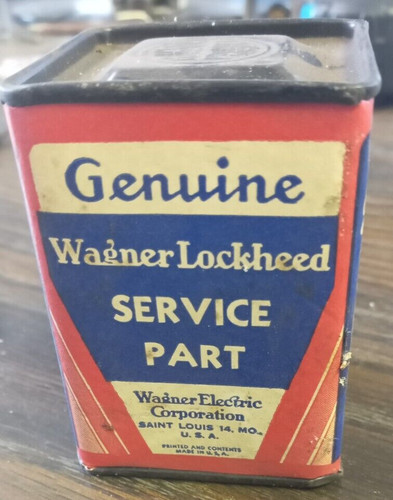 Genuine
Wagner Lockheed
SERVICE
PART
Wagner Electric
Corporation
SAINT LOUIS 14, MO.
U. S. A.
PRINTED AND CONTENTS
MADE IN U. S. A.